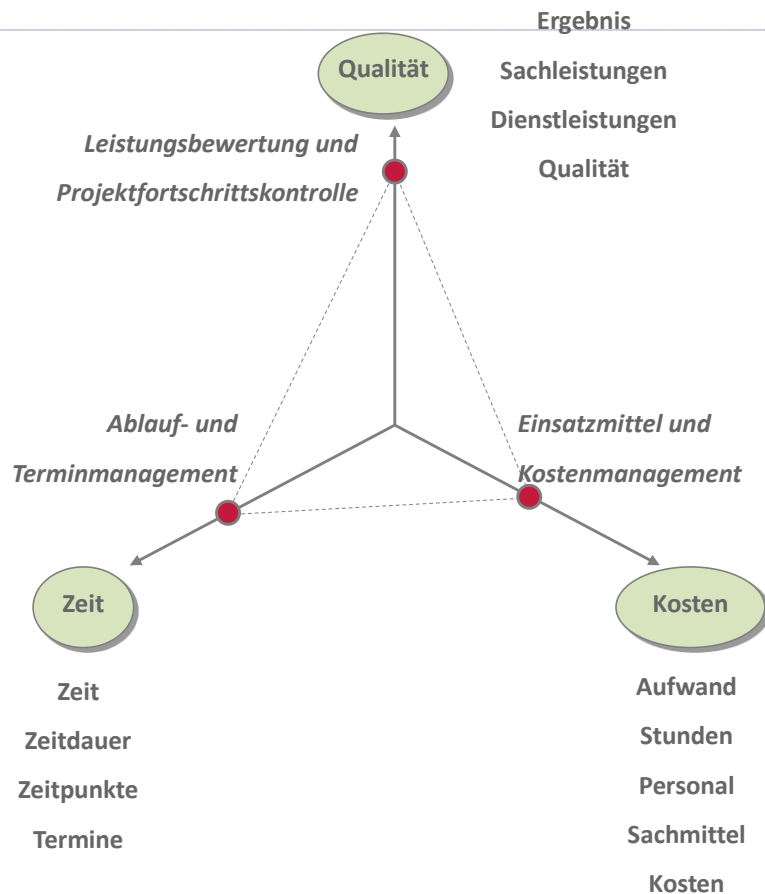 Qualität
Ergebnis
Sachleistungen
Dienstleistungen
Qualität
Leistungsbewertung und
Projektfortschrittskontrolle
Ablauf- und
Terminmanagement
Einsatzmittel und
Kostenmanagement
Zeit
Zeit
Zeitdauer
Zeitpunkte
Termine
Kosten
Aufwand
Stunden
Personal
Sachmittel
Kosten